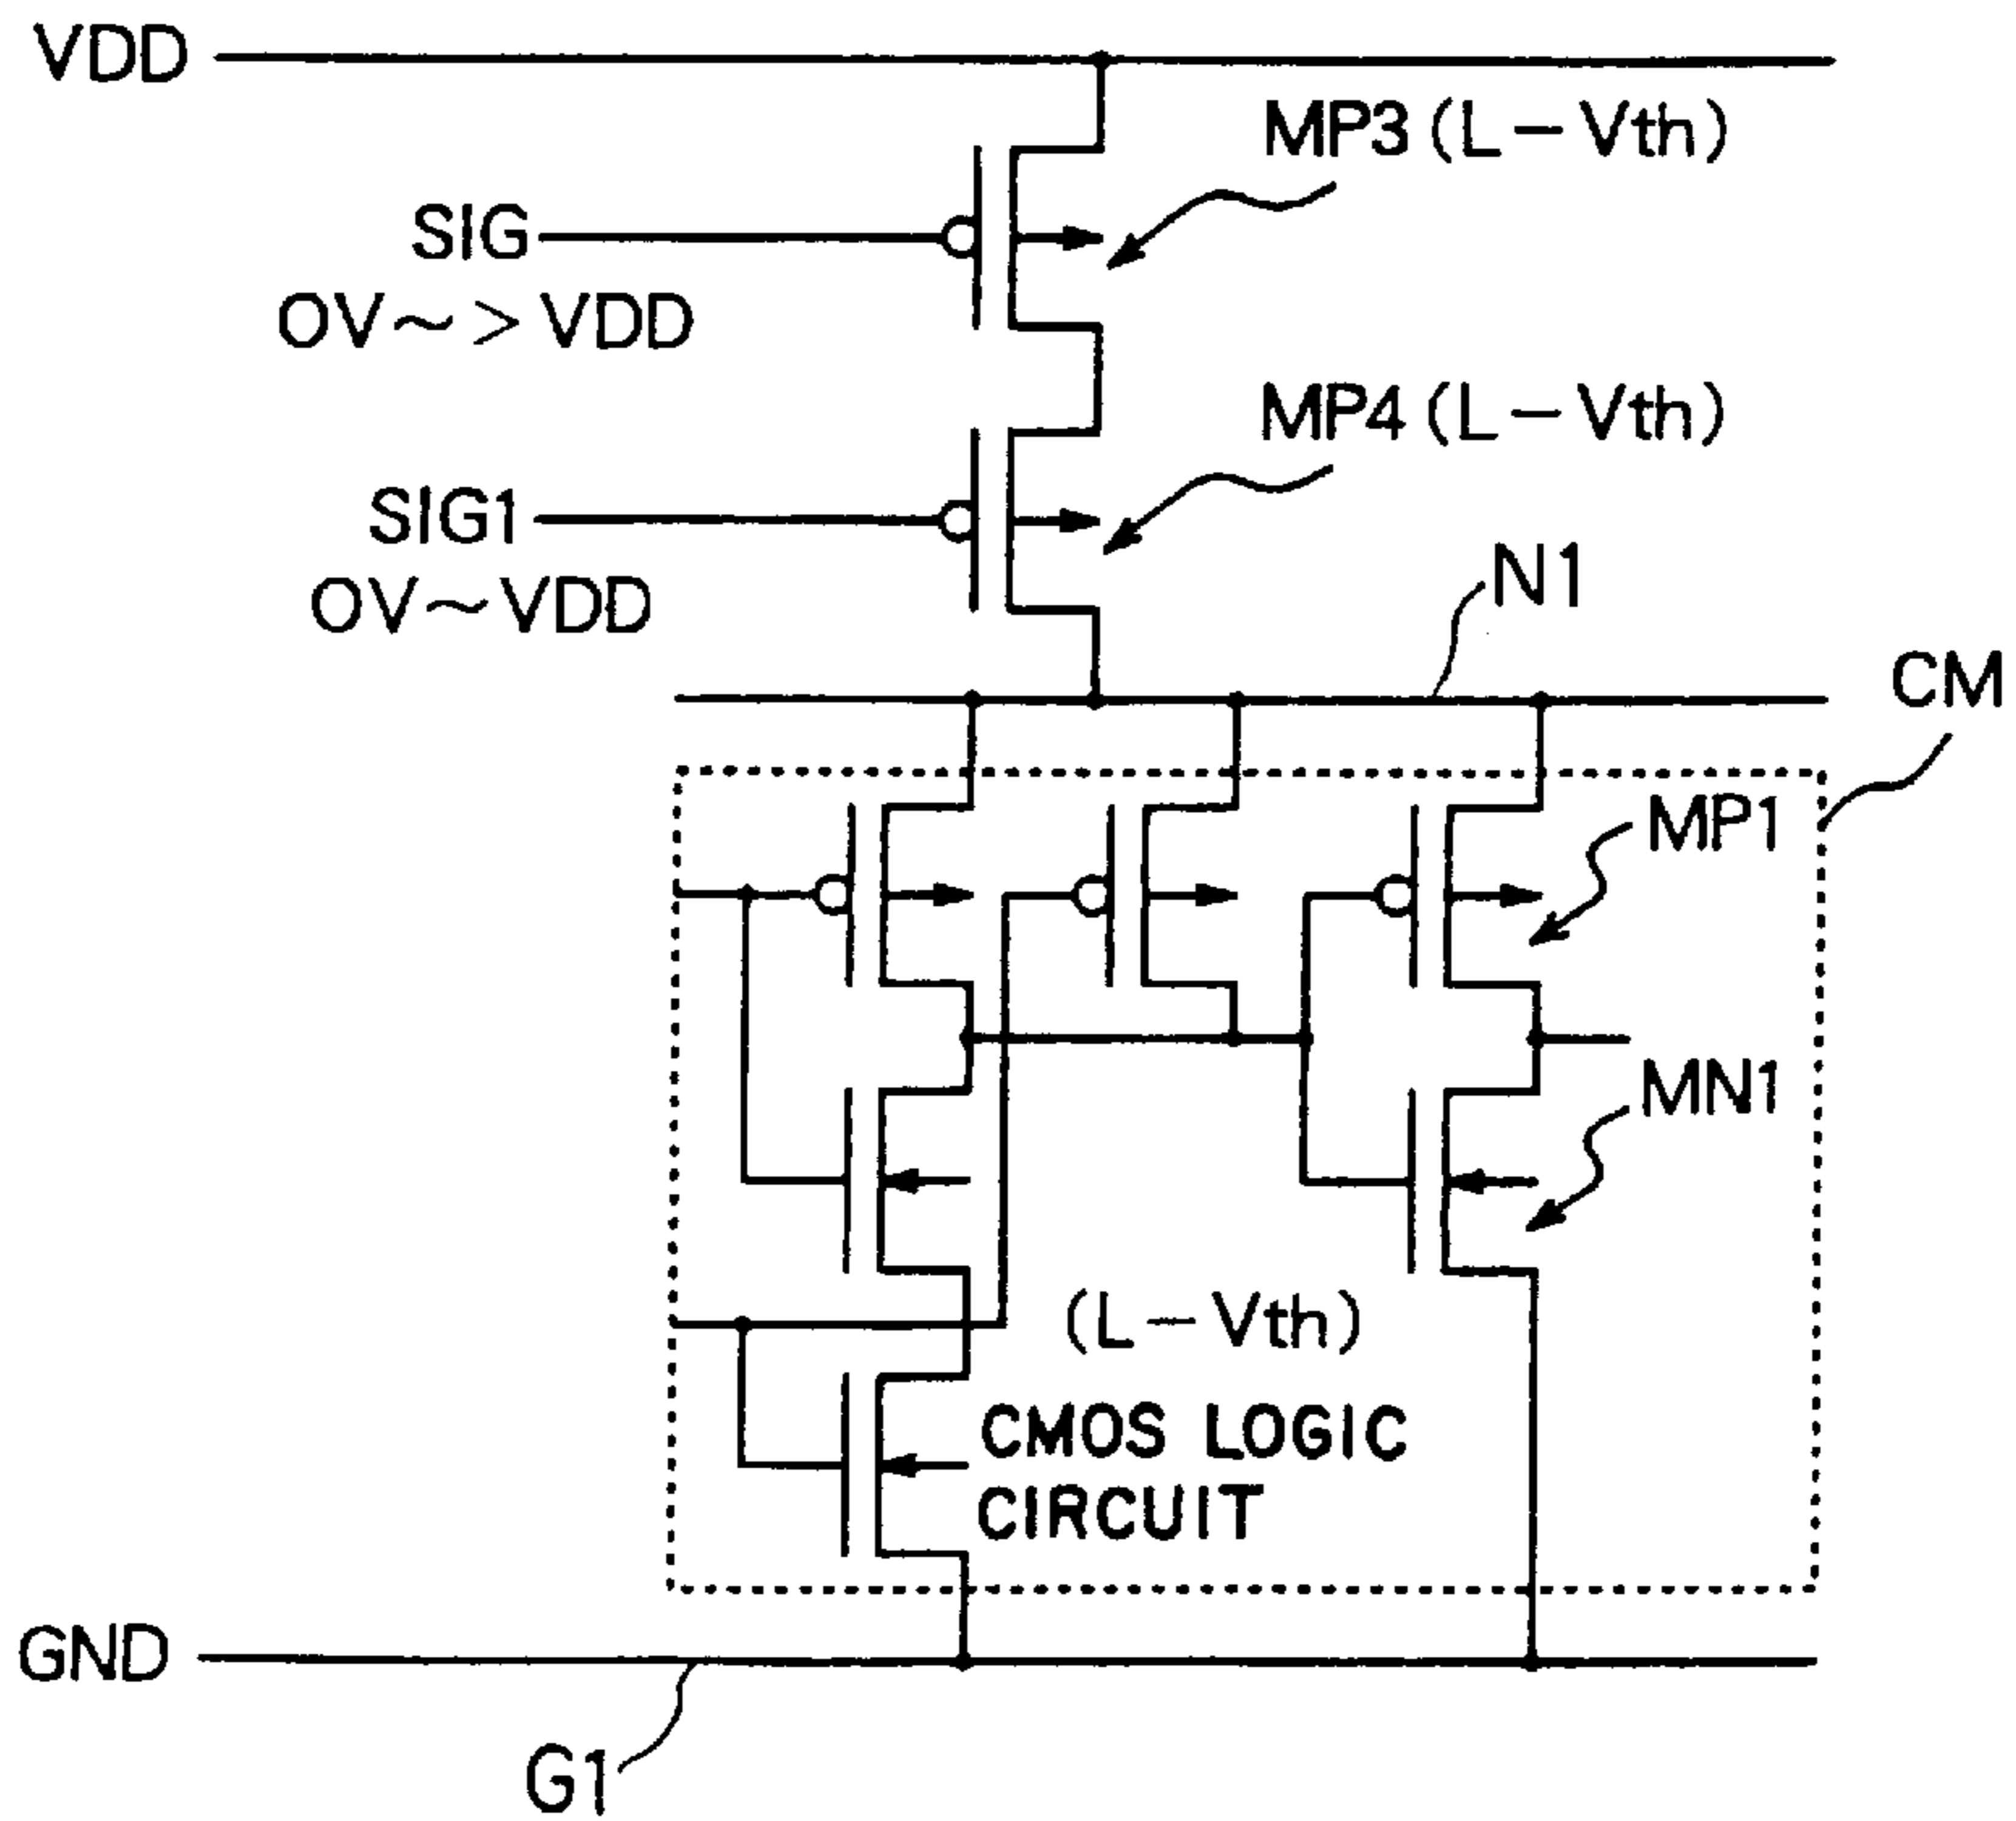 VDD
MP3 (L-Vth)
SIG
0V~>VDD
MP4 (L-Vth)
SIG1
0V~VDD
N1
CM
MP1
MN1
(L-Vth)
CMOS LOGIC
CIRCUIT
GND
G1